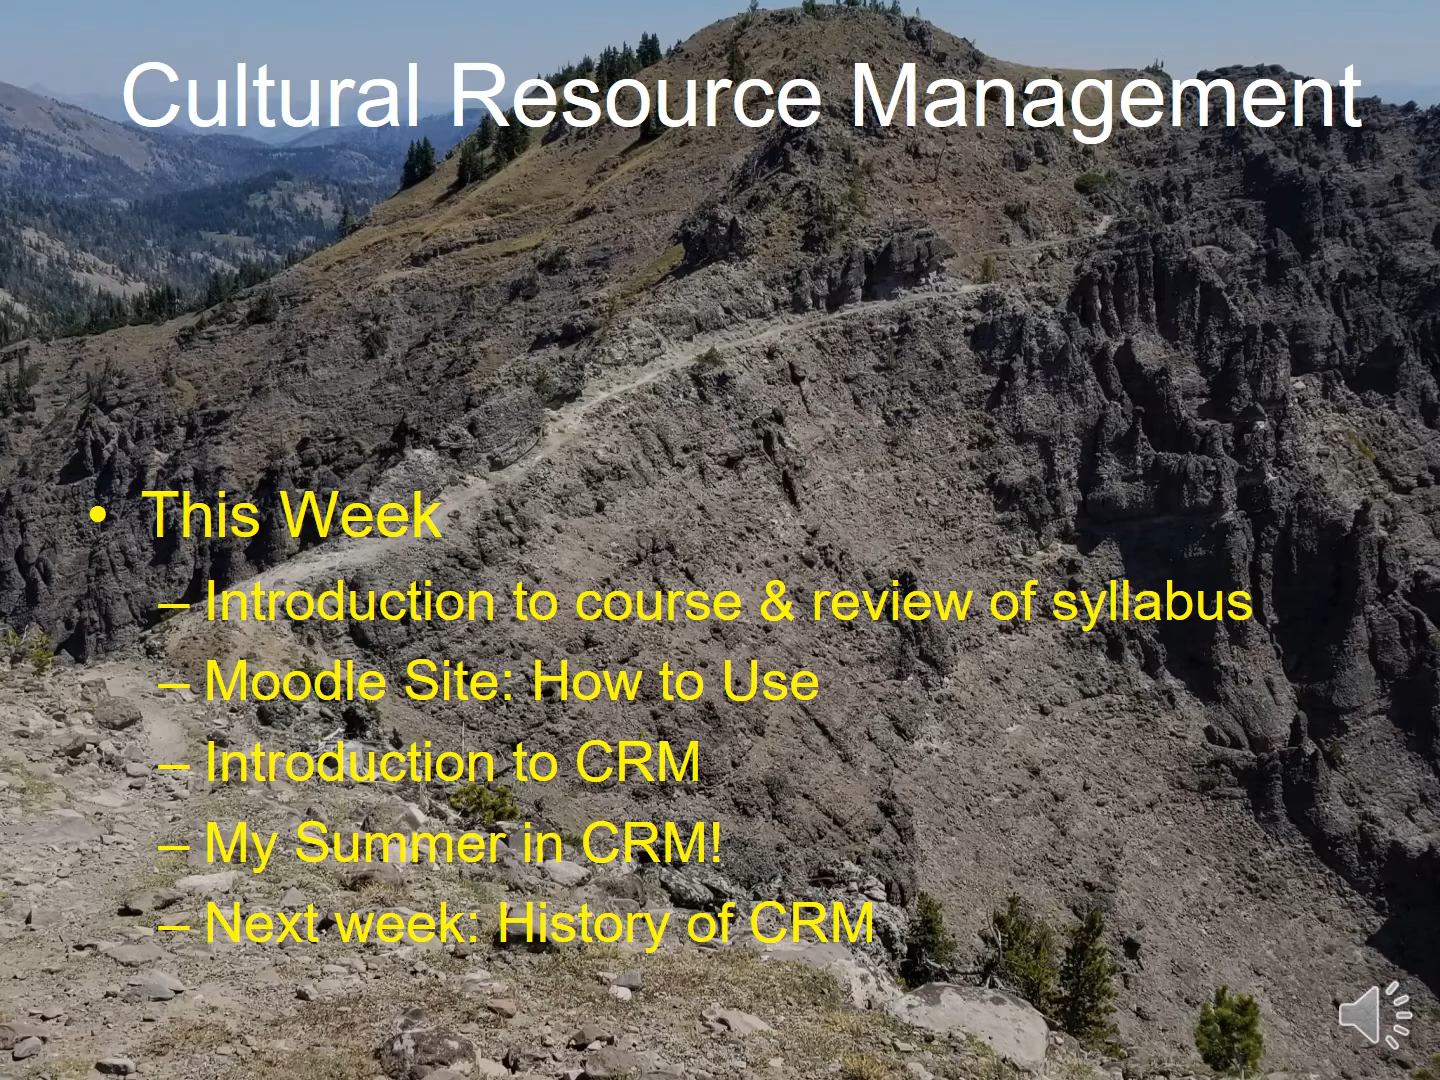 Cultural Resource Management
• This Week
– Introduction to course & review of syllabus
– Moodle Site: How to Use
– Introduction to CRM
– My Summer in CRM!
– Next week: History of CRM